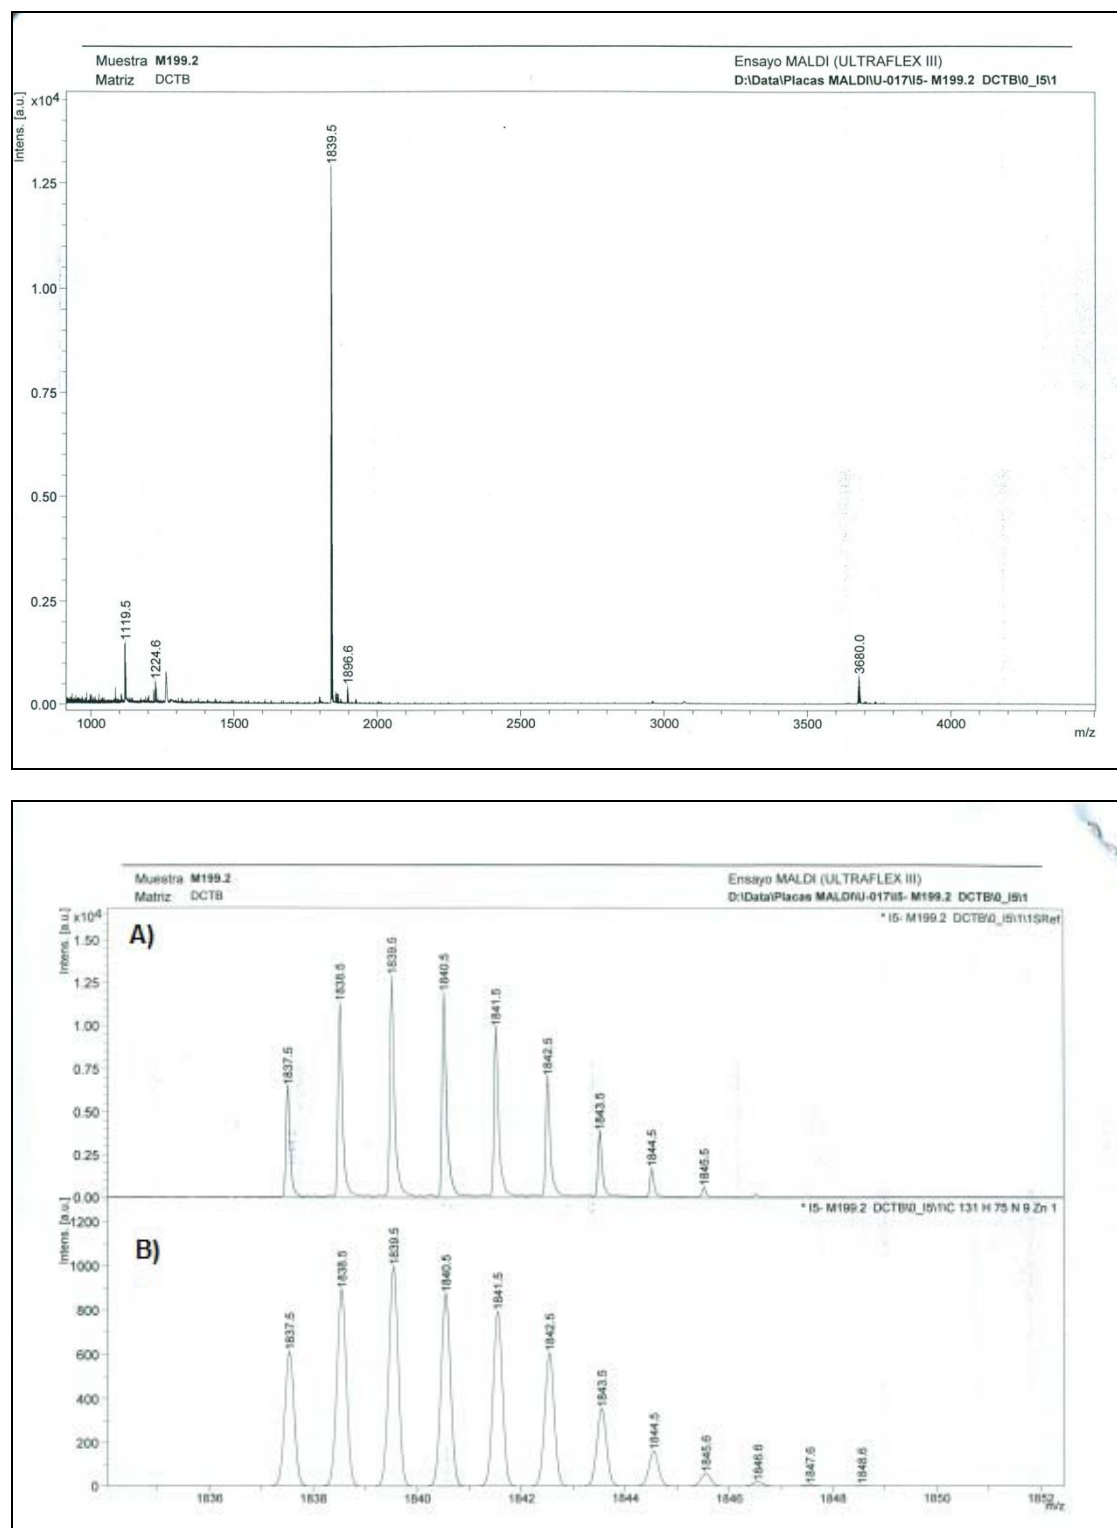 Muestra M199.2
Matriz DCTB
Ensayo MALDI (ULTRAFLEX III)
D:\Data\Placas MALDI\U-017\I5- M199.2 DCTB\0_I5\1
x10⁴
Intens. [a.u.]
1.25
1.00
0.75
0.50
0.25
0.00
1119.5
1224.6
1839.5
1896.6
3680.0
1000 1500 2000 2500 3000 3500 4000
m/z
Muestra M199.2
Matriz DCTB
Ensayo MALDI (ULTRAFLEX III)
D:\Data\Placas MALDI\U-017\I5- M199.2 DCTB\0_I5\1
x10⁴
Intens. [a.u.]
A)
* I5- M199.2 DCTB\0_I5\1\1SRef
1.50
1.25
1.00
0.75
0.50
0.25
0.00
1837.5
1838.5
1839.5
1840.5
1841.5
1842.5
1843.5
1844.5
1845.5
Intens. [a.u.]
B)
* I5- M199.2 DCTB\0_I5\1\C 131 H 75 N 9 Zn 1
1200
1000
800
600
400
200
0
1837.5
1838.5
1839.5
1840.5
1841.5
1842.5
1843.5
1844.5
1845.6
1846.6
1847.6
1848.6
1836 1838 1840 1842 1844 1846 1848 1850 1852
m/z